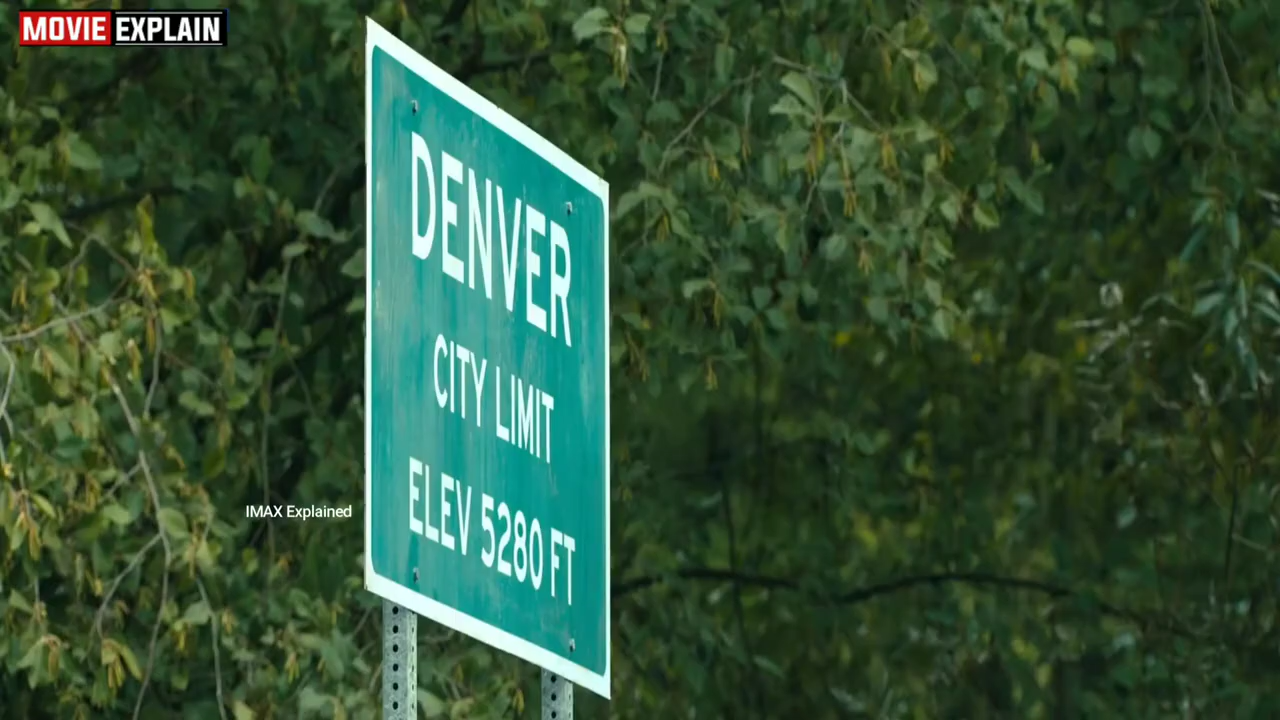 MOVIE EXPLAIN
DENVER
CITY LIMIT
ELEV 5280 FT
IMAX Explained